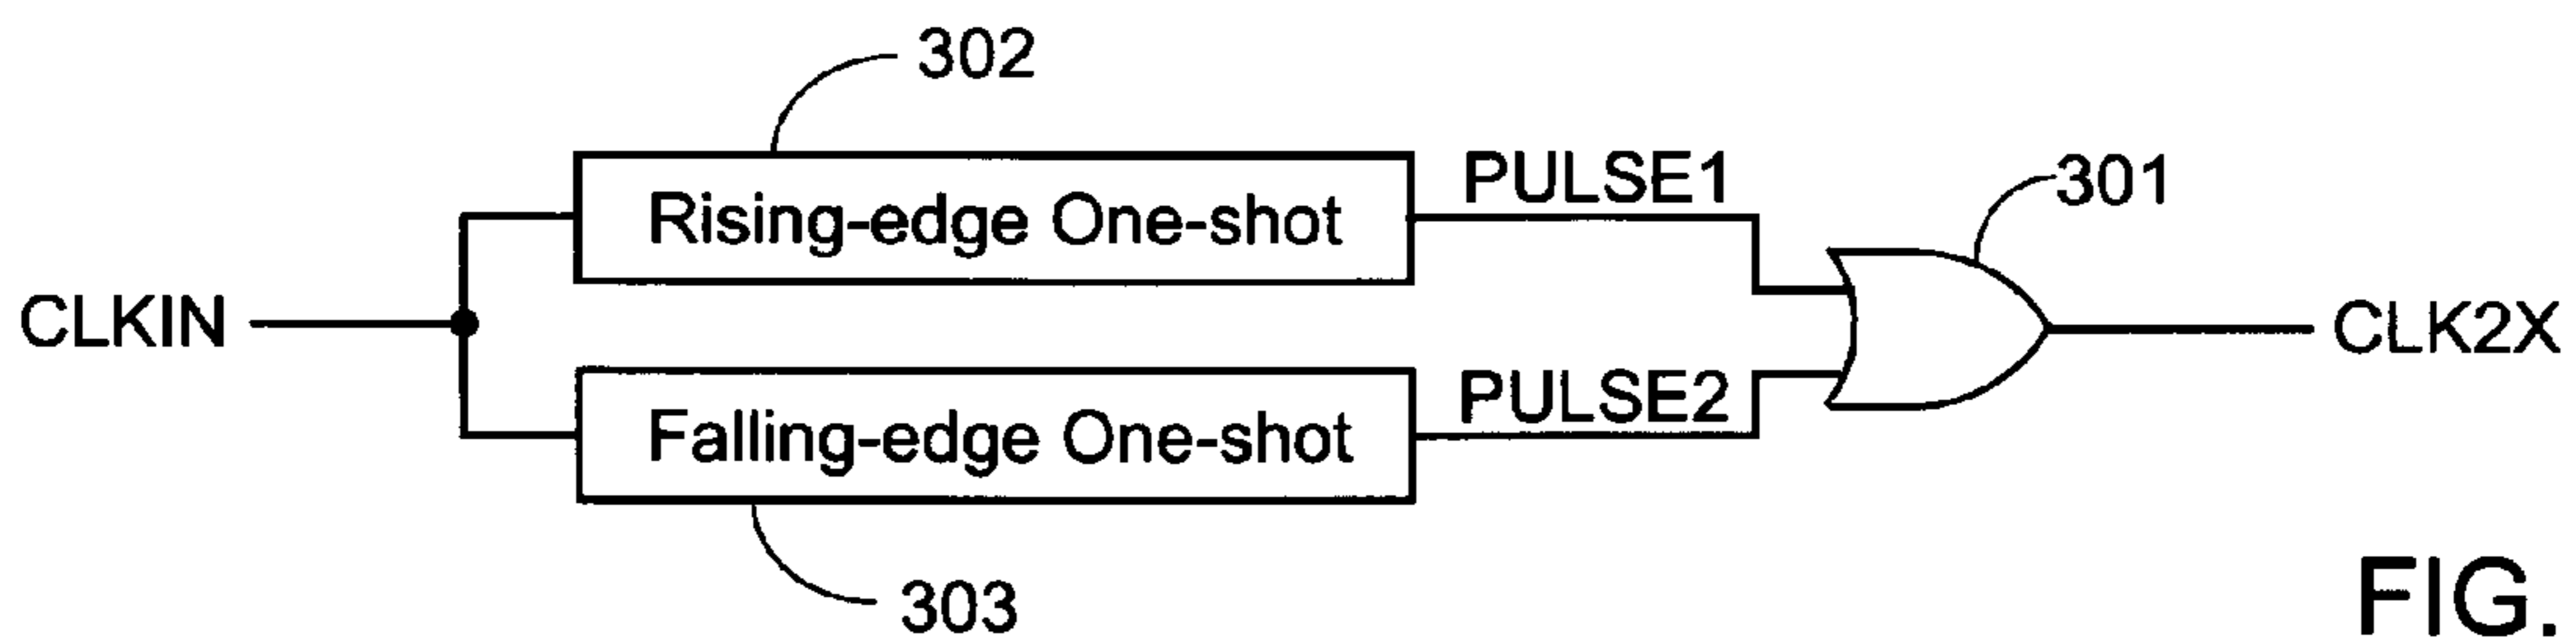 302
Rising-edge One-shot
PULSE1
301
CLKIN
CLK2X
Falling-edge One-shot
PULSE2
303
FIG.